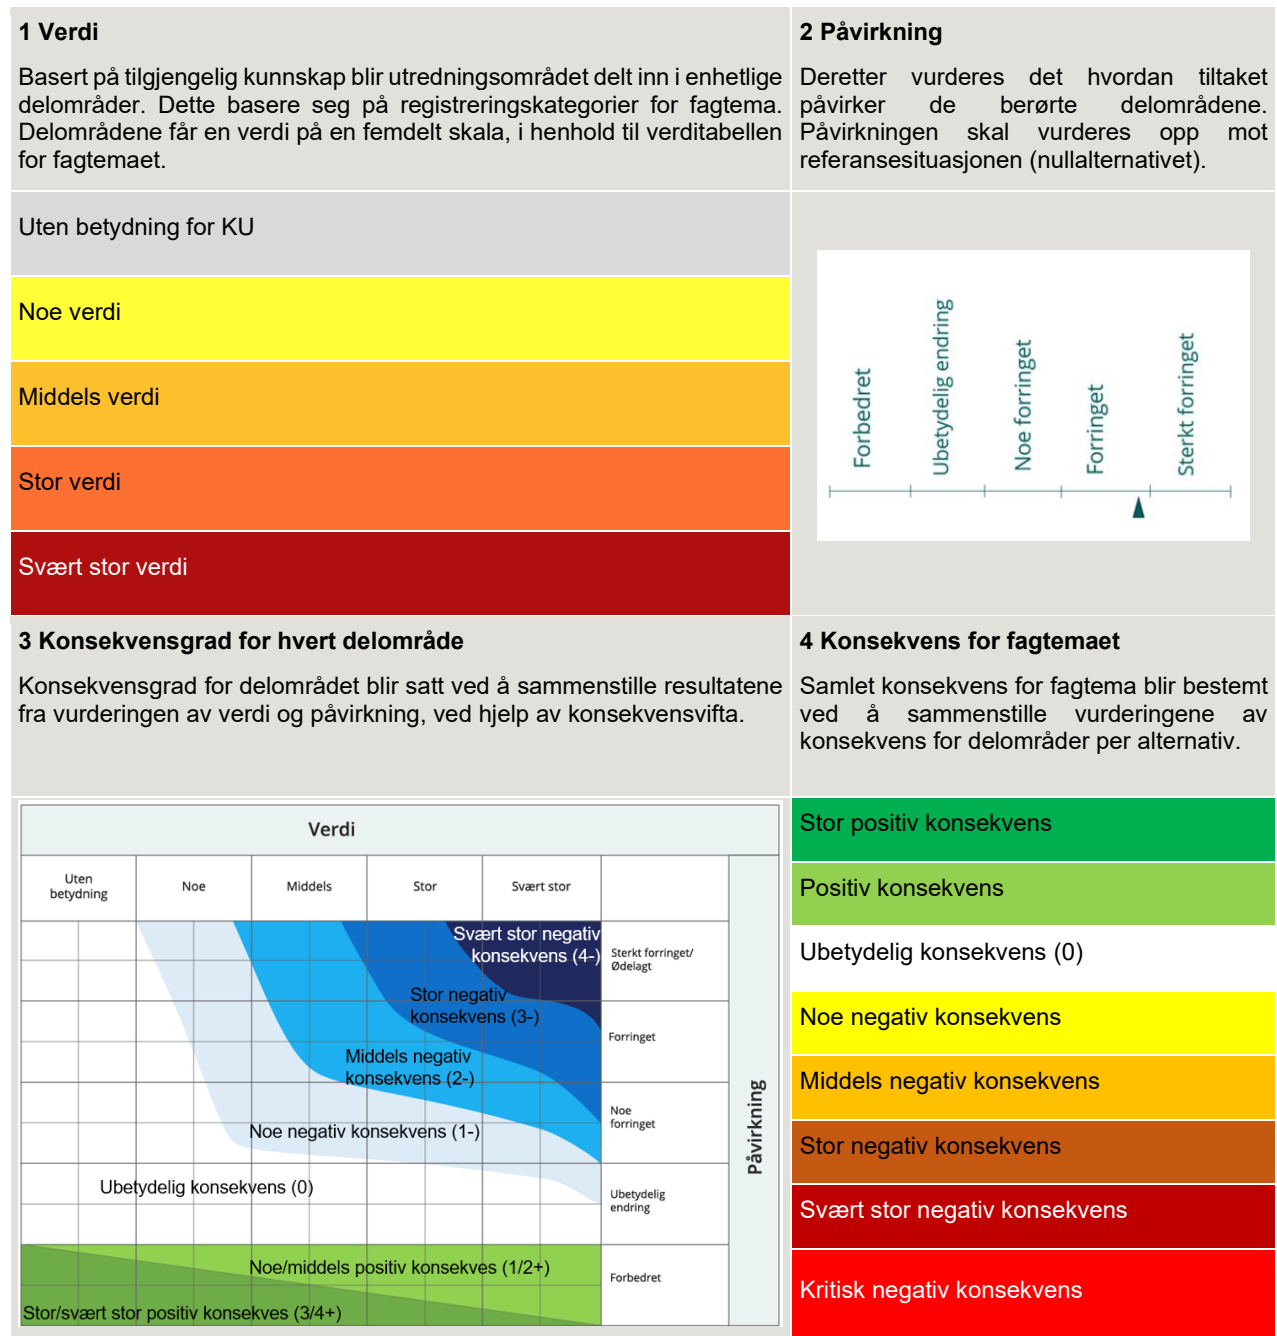 1 Verdi
Basert på tilgjengelig kunnskap blir utredningsområdet delt inn i enhetlige
delområder. Dette basere seg på registreringskategorier for fagtema.
Delområdene får en verdi på en femdelt skala, i henhold til verditabellen
for fagtemaet.
2 Påvirkning
Deretter vurderes det hvordan tiltaket
påvirker de berørte delområdene.
Påvirkningen skal vurderes opp mot
referansesituasjonen (nullalternativet).
Uten betydning for KU
Noe verdi
Middels verdi
Stor verdi
Svært stor verdi
Forbedret
Ubetydelig endring
Noe forringet
Forringet
Sterkt forringet
3 Konsekvensgrad for hvert delområde
Konsekvensgrad for delområdet blir satt ved å sammenstille resultatene
fra vurderingen av verdi og påvirkning, ved hjelp av konsekvensvifta.
4 Konsekvens for fagtemaet
Samlet konsekvens for fagtema blir bestemt
ved å sammenstille vurderingene av
konsekvens for delområder per alternativ.
Verdi
Uten
betydning
Noe
Middels
Stor
Svært stor
Svært stor negativ
konsekvens (4-)
Sterkt forringet/
Ødelagt
Stor negativ
konsekvens (3-)
Forringet
Middels negativ
konsekvens (2-)
Noe
forringet
Noe negativ konsekvens (1-)
Ubetydelig konsekvens (0)
Ubetydelig
endring
Noe/middels positiv konsekves (1/2+)
Forbedret
Stor/svært stor positiv konsekves (3/4+)
Påvirkning
Stor positiv konsekvens
Positiv konsekvens
Ubetydelig konsekvens (0)
Noe negativ konsekvens
Middels negativ konsekvens
Stor negativ konsekvens
Svært stor negativ konsekvens
Kritisk negativ konsekvens